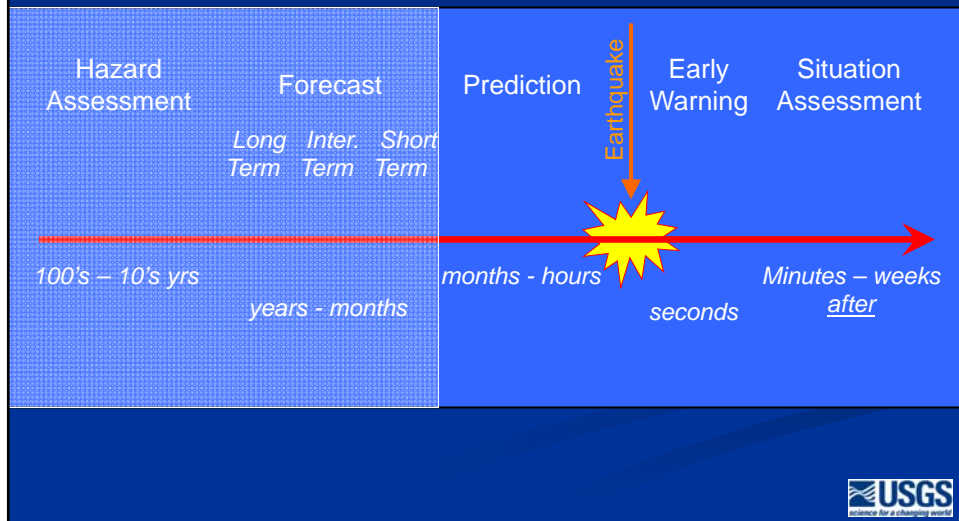 Hazard
Assessment
Forecast
Long Inter. Short
Term Term Term
Prediction
Earthquake
Early
Warning
Situation
Assessment
100's – 10's yrs
years - months
months - hours
seconds
Minutes – weeks
after
USGS
science for a changing world